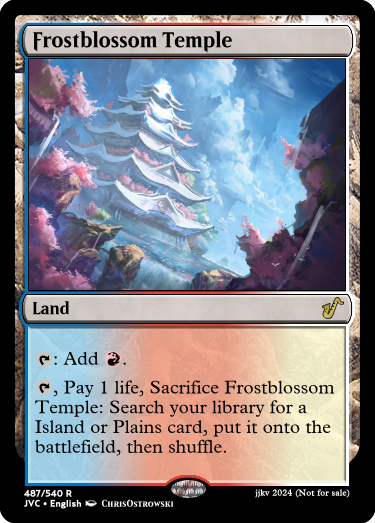 Frostblossom Temple
Land
: Add .
, Pay 1 life, Sacrifice Frostblossom
Temple: Search your library for a
Island or Plains card, put it onto the
battlefield, then shuffle.
487/540 R
JVC • English ChrisOstrowski
jjkv 2024 (Not for sale)